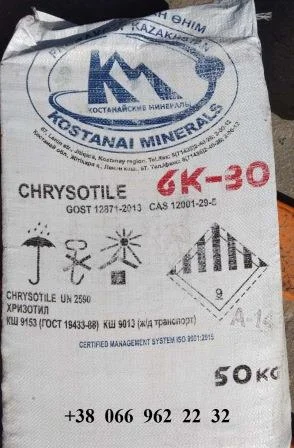 ӨНІМ
KAZAKHSTAN
КОСТАНАЙСКИЕ МИНЕРАЛЫ
KOSTANAI MINERALS
CHRYSOTILE 6К-30
GOST 12871-2013 CAS 12001-29-5
9
CHRYSOTILE UN 2590
ХРИЗОТИЛ
КШ 9153 (ГОСТ 19433-88) КШ 9013 (ж/д транспорт)
A-14
CERTIFIED MANAGEMENT SYSTEM ISO 9001:2015
50 KG
+38 066 962 22 32